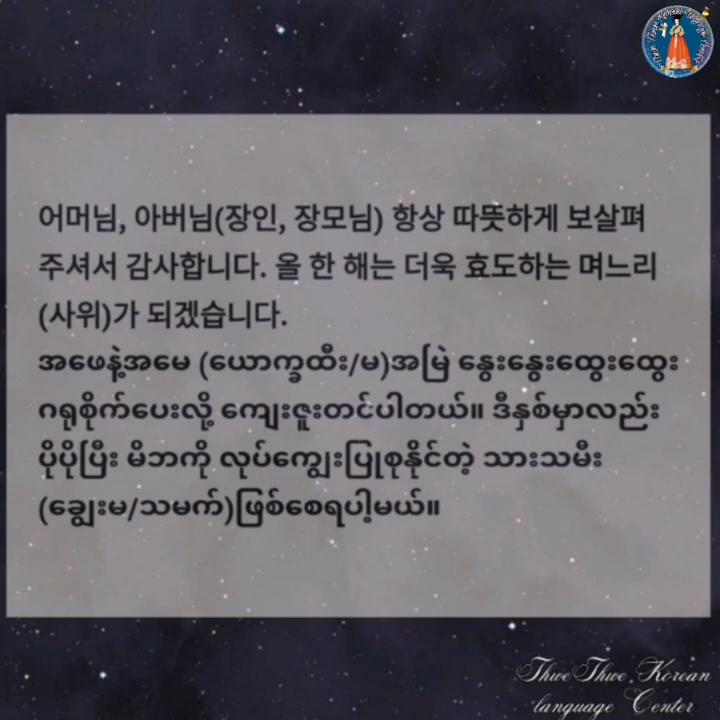 어머님, 아버님(장인, 장모님) 항상 따뜻하게 보살펴
주셔서 감사합니다. 올 한 해는 더욱 효도하는 며느리
(사위)가 되겠습니다.
အဖေနဲ့အမေ (ယောက္ခထီး/မ)အမြဲ နွေးနွေးထွေးထွေး
ဂရုစိုက်ပေးလို့ ကျေးဇူးတင်ပါတယ်။ ဒီနှစ်မှာလည်း
ပိုပိုပြီး မိဘကို လုပ်ကျွေးပြုစုနိုင်တဲ့ သားသမီး
(ချွေးမ/သမက်)ဖြစ်စေရပါ့မယ်။
ThweThwe Korean
language Center